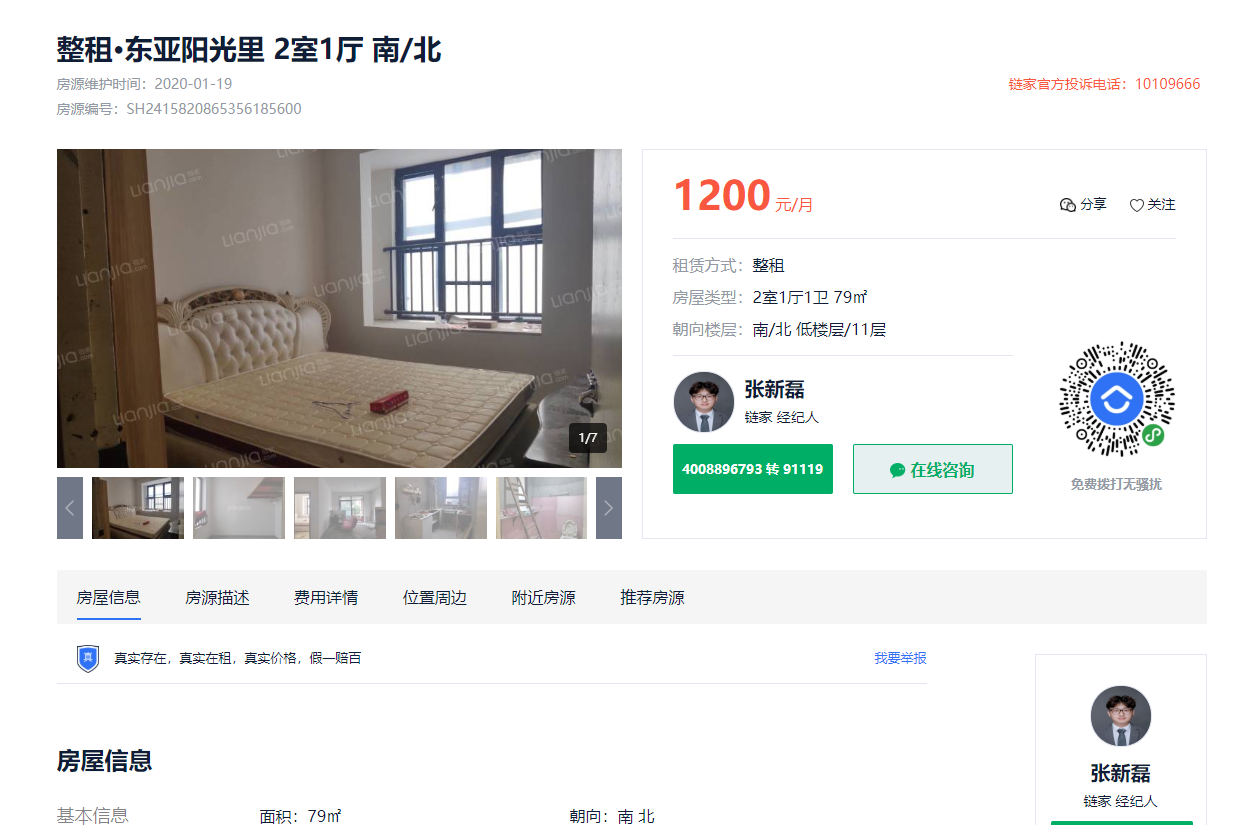 整租·东亚阳光里 2室1厅 南/北
房源维护时间：2020-01-19
链家官方投诉电话：10109666
房源编号：SH2415820865356185600
Lianjia.com
1/7
1200 元/月
分享
关注
租赁方式：整租
房屋类型：2室1厅1卫 79㎡
朝向楼层：南/北 低楼层/11层
张新磊
链家 经纪人
4008896793 转 91119
在线咨询
免费拨打无骚扰
房屋信息
房源描述
费用详情
位置周边
附近房源
推荐房源
真
真实存在，真实在租，真实价格，假一赔百
我要举报
张新磊
链家 经纪人
房屋信息
基本信息
面积：79㎡
朝向：南 北